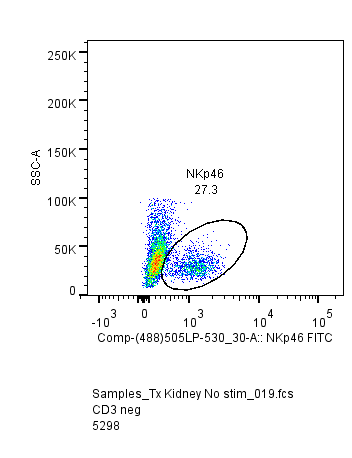 250K
200K
150K
100K
50K
0
SSC-A
NKp46
27.3
-10^3
0
10^3
10^4
10^5
Comp-(488)505LP-530_30-A:: NKp46 FITC
Samples_Tx Kidney No stim_019.fcs
CD3 neg
5298